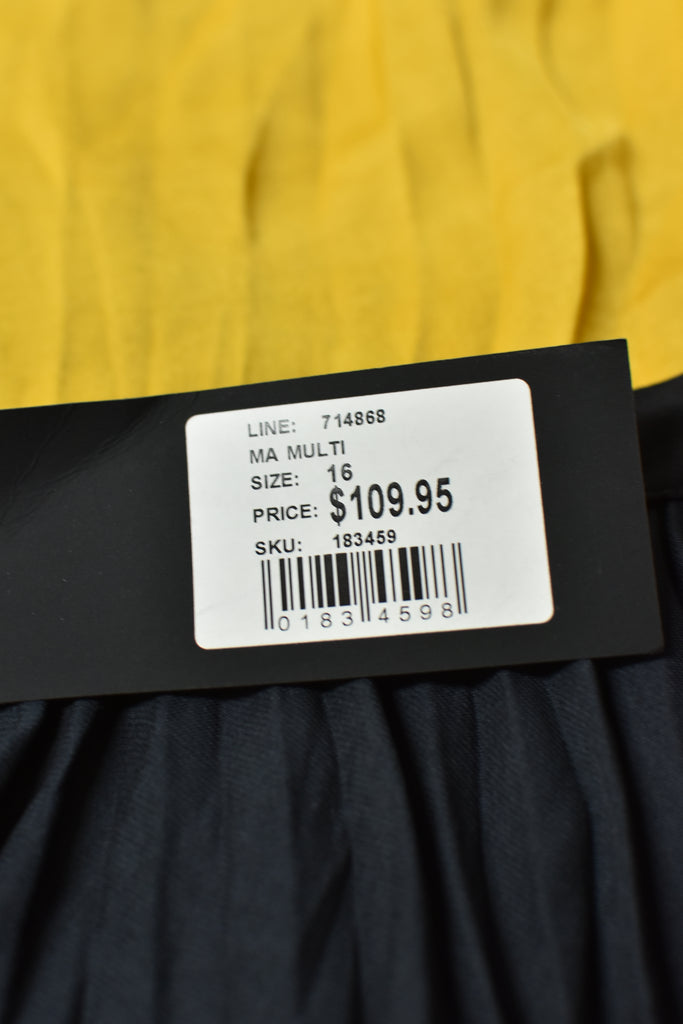 LINE: 714868
MA MULTI
SIZE: 16
PRICE: $109.95
SKU: 183459
0183 4598